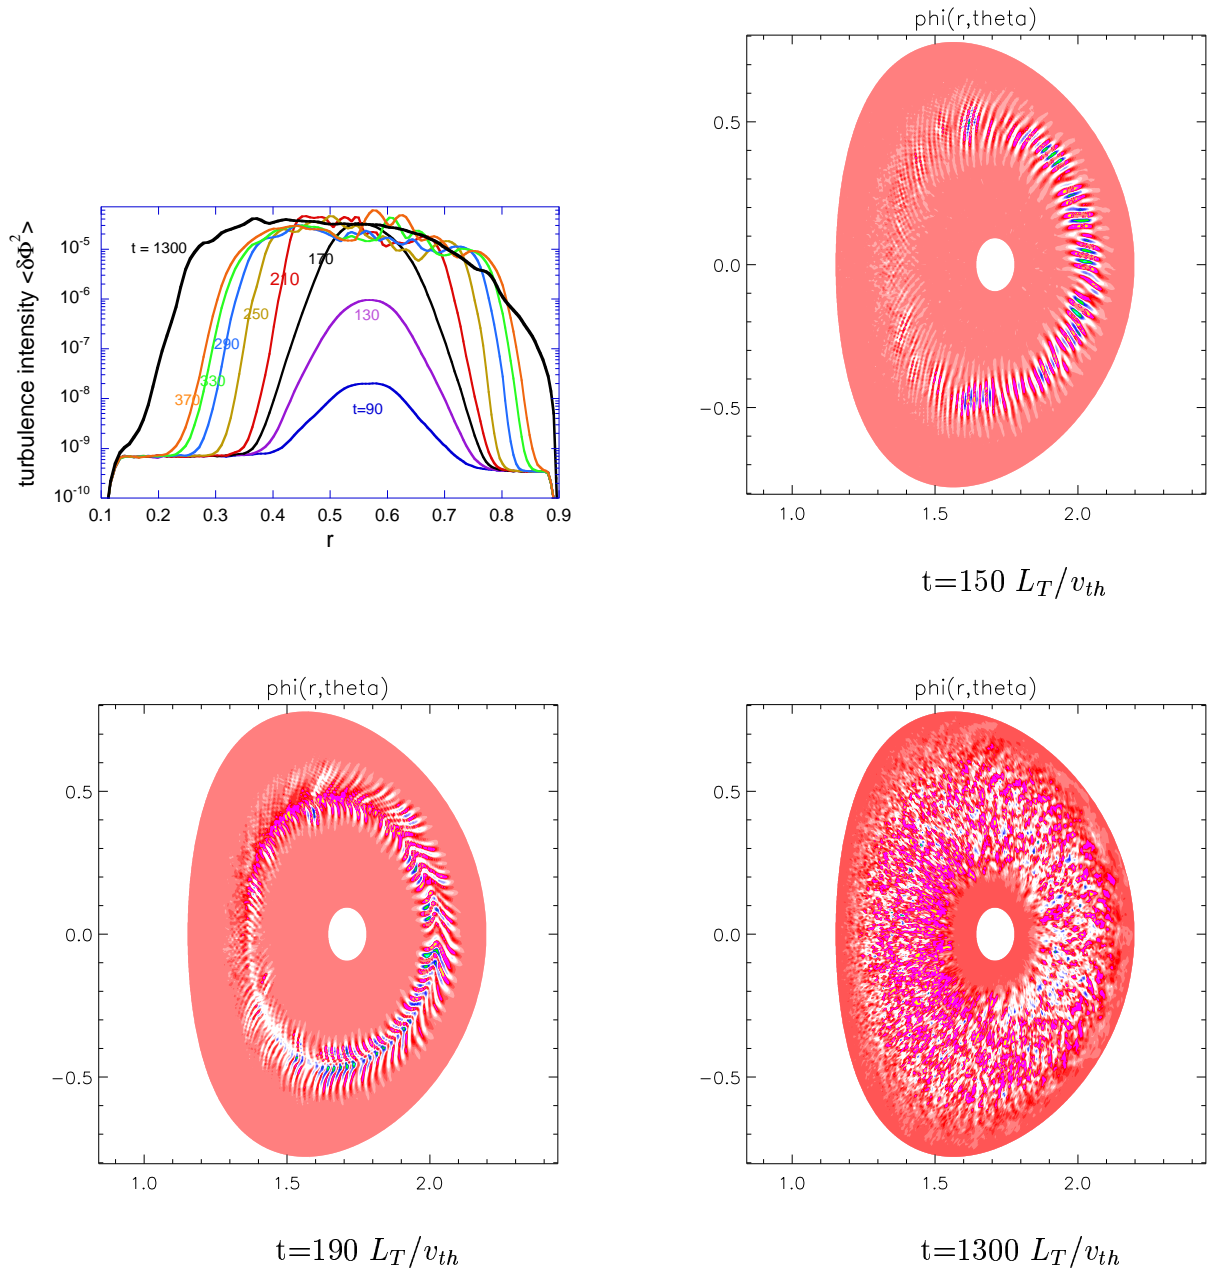 phi(r,theta)
0.5
0.0
−0.5
1.0 1.5 2.0
t=150 L_T/v_th
turbulence intensity <δΦ²>
10⁻⁵
10⁻⁶
10⁻⁷
10⁻⁸
10⁻⁹
10⁻¹⁰
t = 1300
170
210
250
130
290
330
370
t=90
0.1 0.2 0.3 0.4 0.5 0.6 0.7 0.8 0.9
r
phi(r,theta)
0.5
0.0
−0.5
1.0 1.5 2.0
t=190 L_T/v_th
phi(r,theta)
0.5
0.0
−0.5
1.0 1.5 2.0
t=1300 L_T/v_th